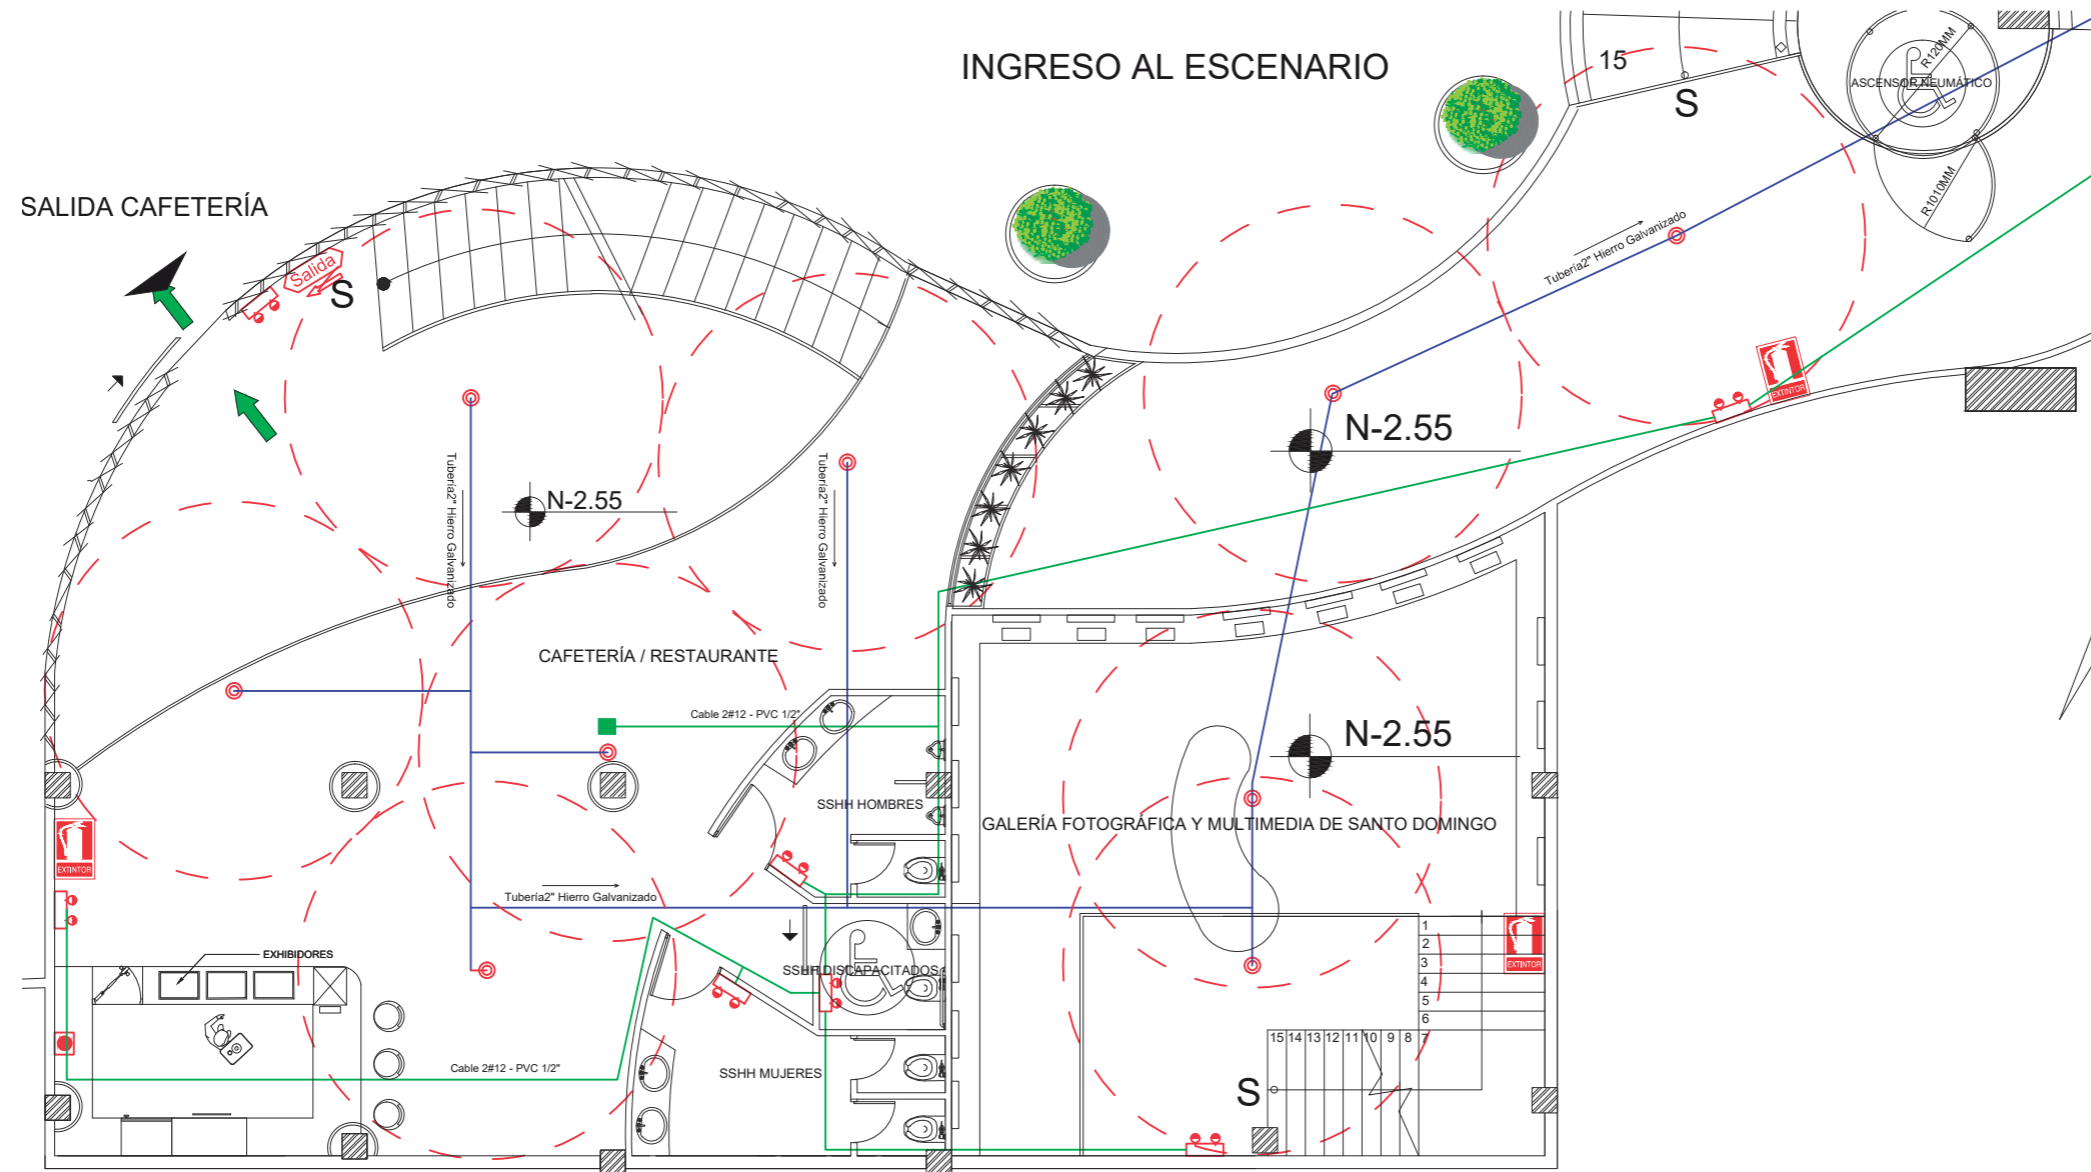 INGRESO AL ESCENARIO
15
S
R120MM
ASCENSOR NEUMÁTICO
R1010MM
SALIDA CAFETERÍA
Salida
S
Tubería2" Hierro Galvanizado
EXTINTOR
N-2.55
N-2.55
Tubería2" Hierro Galvanizado
Tubería2" Hierro Galvanizado
CAFETERÍA / RESTAURANTE
Cable 2#12 - PVC 1/2"
N-2.55
SSHH HOMBRES
GALERÍA FOTOGRÁFICA Y MULTIMEDIA DE SANTO DOMINGO
EXTINTOR
Tubería2" Hierro Galvanizado
EXHIBIDORES
SSHH DISCAPACITADOS
EXTINTOR
1
2
3
4
5
6
15 14 13 12 11 10 9 8 7
Cable 2#12 - PVC 1/2"
SSHH MUJERES
S